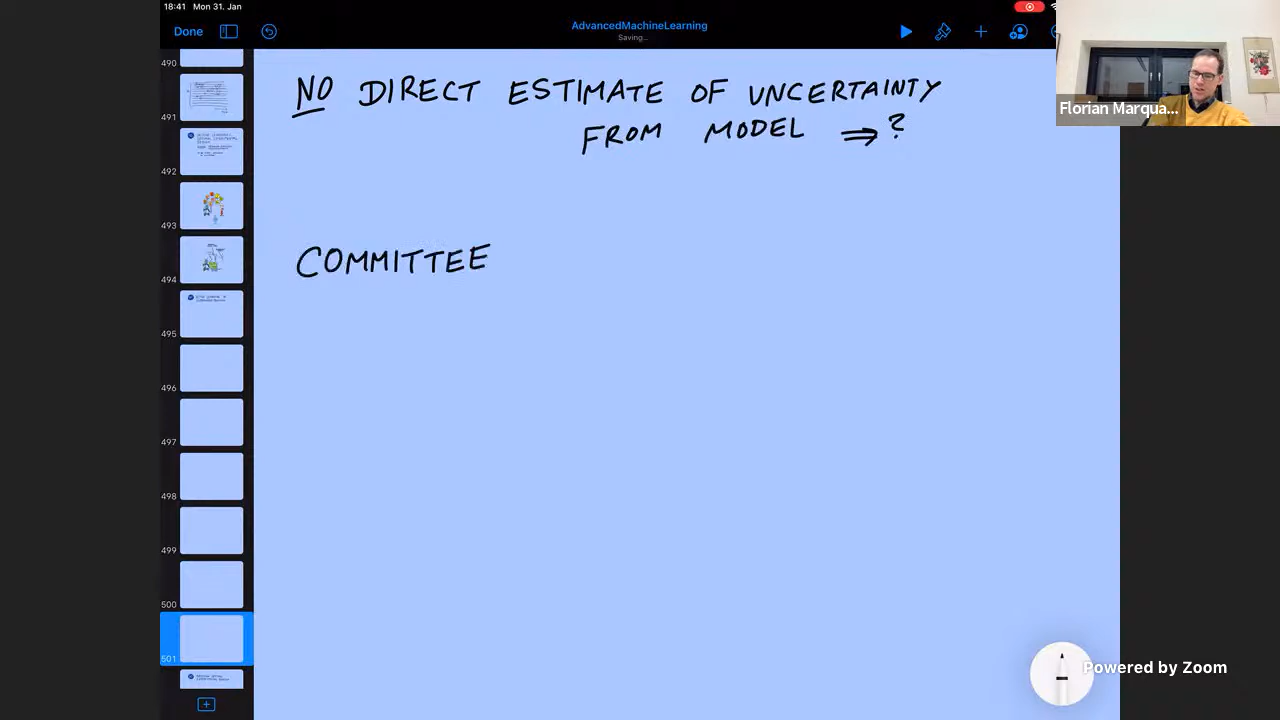 18:41 Mon 31. Jan
Done
AdvancedMachineLearning
Saving...
Florian Marqua...
490
491
492
493
494
495
496
497
498
499
500
501
NO DIRECT ESTIMATE OF UNCERTAINTY
FROM MODEL ⇒ ?
COMMITTEE
Powered by Zoom